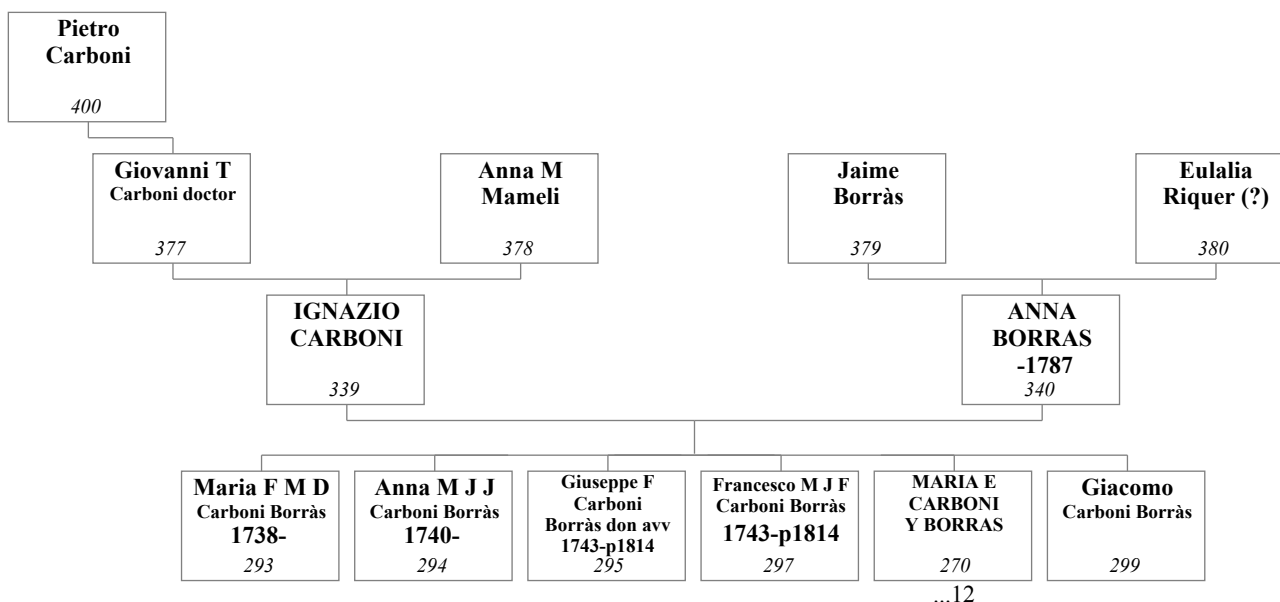 Pietro
Carboni
400
Giovanni T
Carboni doctor
377
Anna M
Mameli
378
Jaime
Borràs
379
Eulalia
Riquer (?)
380
IGNAZIO
CARBONI
339
ANNA
BORRAS
-1787
340
Maria F M D
Carboni Borràs
1738-
293
Anna M J J
Carboni Borràs
1740-
294
Giuseppe F
Carboni
Borràs don avv
1743-p1814
295
Francesco M J F
Carboni Borràs
1743-p1814
297
MARIA E
CARBONI
Y BORRAS
270
...12
Giacomo
Carboni Borràs
299